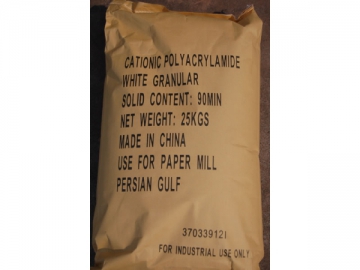 CATIONIC POLYACRYLAMIDE
WHITE GRANULAR
SOLID CONTENT: 90MIN
NET WEIGHT: 25KGS
MADE IN CHINA
USE FOR PAPER MILL
PERSIAN GULF
370339121
FOR INDUSTRIAL USE ONLY